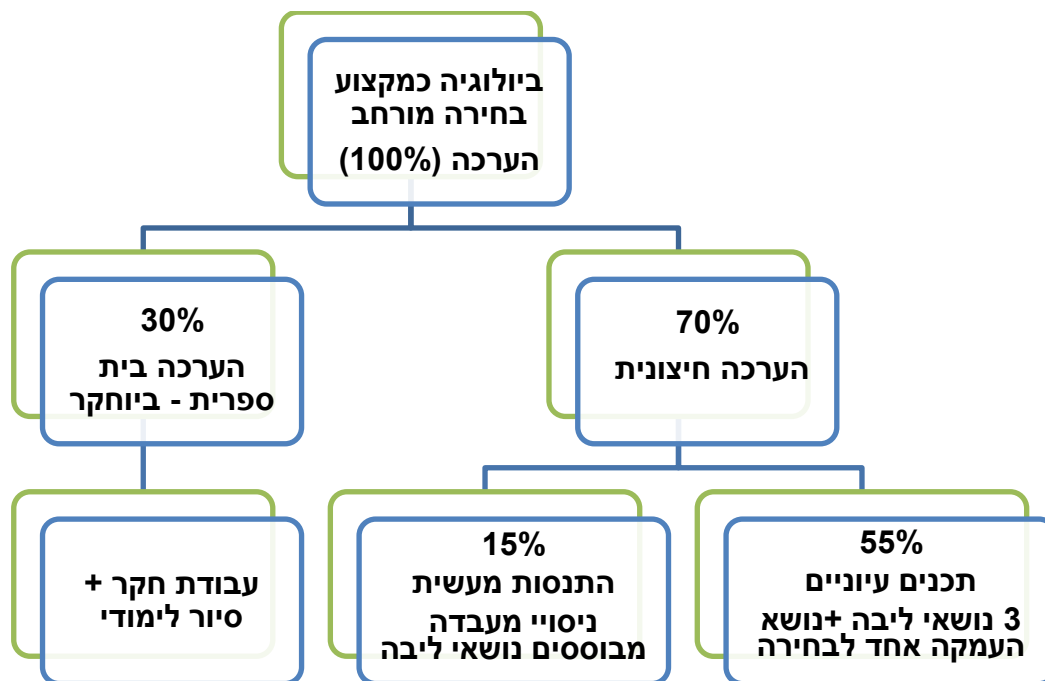 ביולוגיה כמקצוע
בחירה מורחב
הערכה (100%)
70%
הערכה חיצונית
30%
הערכה בית
ספרית - ביוחקר
55%
תכנים עיוניים
3 נושאי ליבה +נושא
העמקה אחד לבחירה
15%
התנסות מעשית
ניסויי מעבדה
מבוססים נושאי ליבה
עבודת חקר +
סיור לימודי